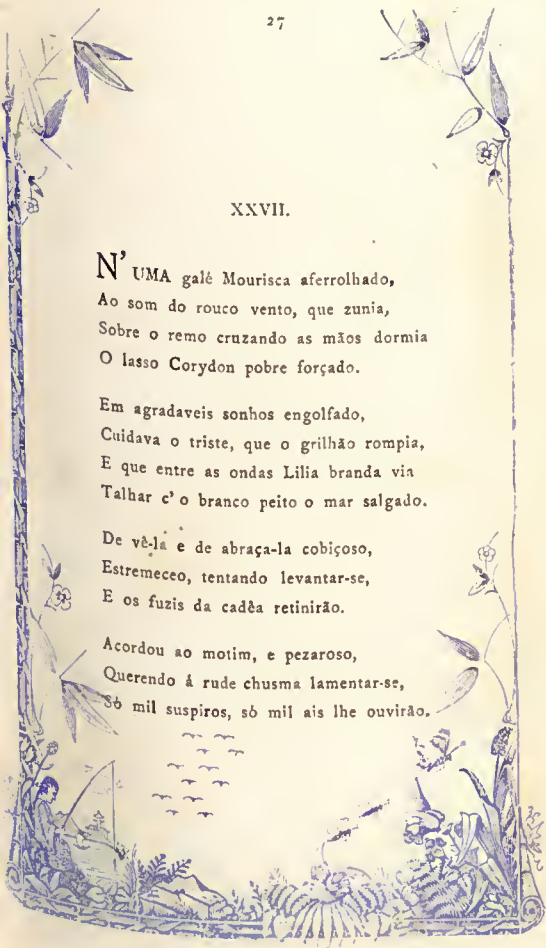 27
XXVII.
N' UMA galé Mourisca aferrolhado,
Ao som do rouco vento, que zunia,
Sobre o remo cruzando as mãos dormia
O lasso Corydon pobre forçado.
Em agradaveis sonhos engolfado,
Cuidava o triste, que o grilhão rompia,
E que entre as ondas Lilia branda via
Talhar c' o branco peito o mar salgado.
De vê-la e de abraça-la cobiçoso,
Estremeceo, tentando levantar-se,
E os fuzis da cadêa retinirão.
Acordou ao motim, e pezaroso,
Querendo á rude chusma lamentar-se,
Só mil suspiros, só mil ais lhe ouvirão.